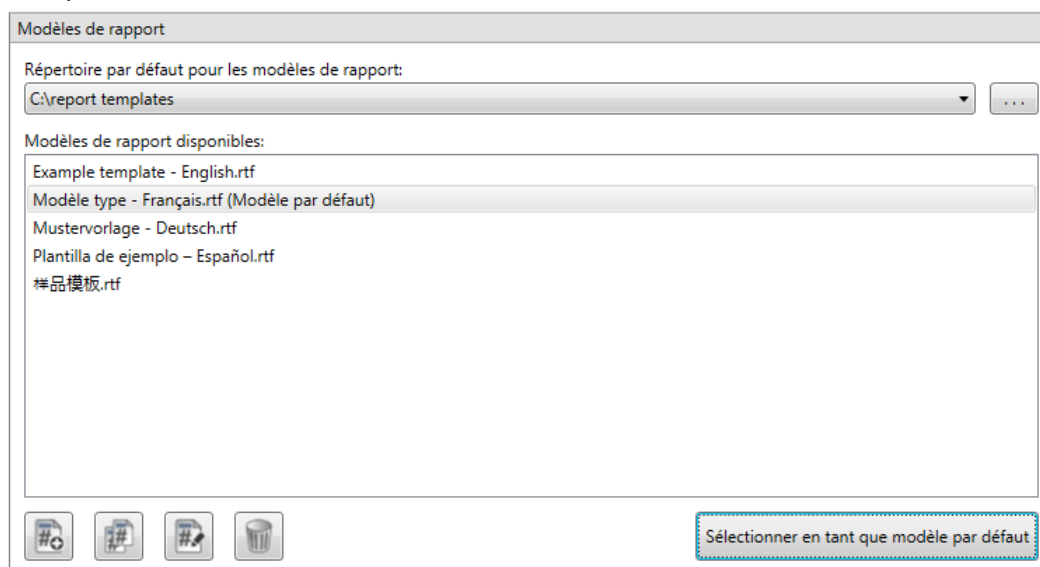 Modèles de rapport
Répertoire par défaut pour les modèles de rapport:
C:\report templates
...
Modèles de rapport disponibles:
Example template - English.rtf
Modèle type - Français.rtf (Modèle par défaut)
Mustervorlage - Deutsch.rtf
Plantilla de ejemplo – Español.rtf
样品模板.rtf
Sélectionner en tant que modèle par défaut